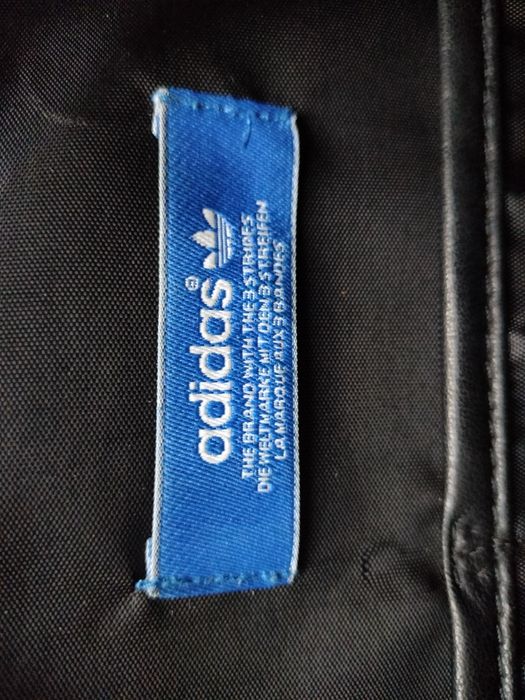 adidas®
THE BRAND WITH THE 3 STRIPES
DIE WELTMARKE MIT DEN 3 STREIFEN
LA MARQUE AUX 3 BANDES